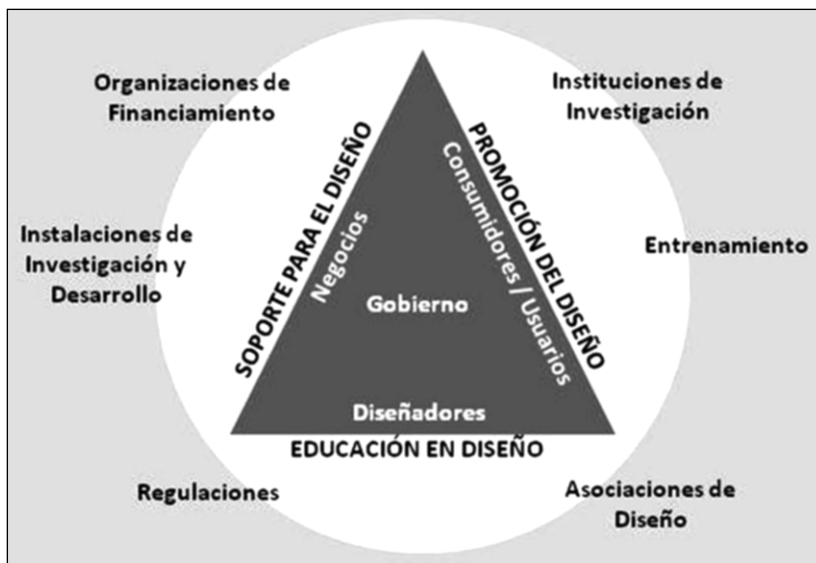 Organizaciones de
Financiamiento
Instituciones de
Investigación
SOPORTE PARA EL DISEÑO
Negocios
PROMOCIÓN DEL DISEÑO
Consumidores / Usuarios
Instalaciones de
Investigación y
Desarrollo
Entrenamiento
Gobierno
Diseñadores
EDUCACIÓN EN DISEÑO
Regulaciones
Asociaciones de
Diseño